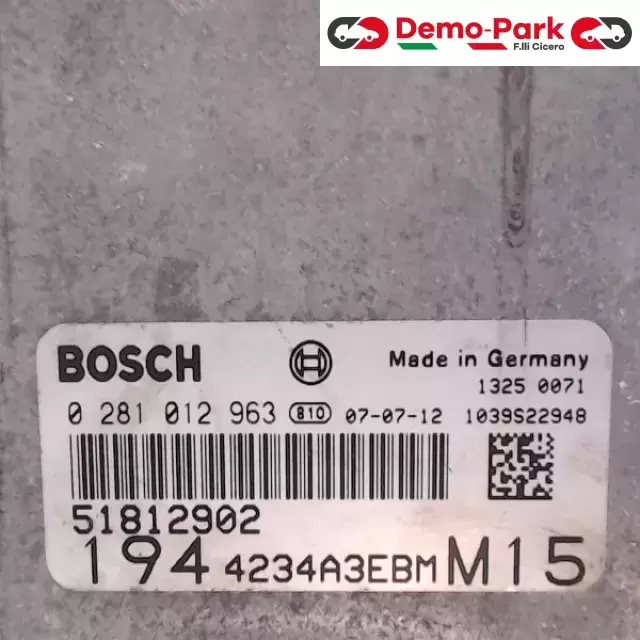 Demo-Park
F.lli Cicero
BOSCH Made in Germany
1325 0071
0 281 012 963 810 07-07-12 1039S22948
51812902
194 4234A3EBM M15